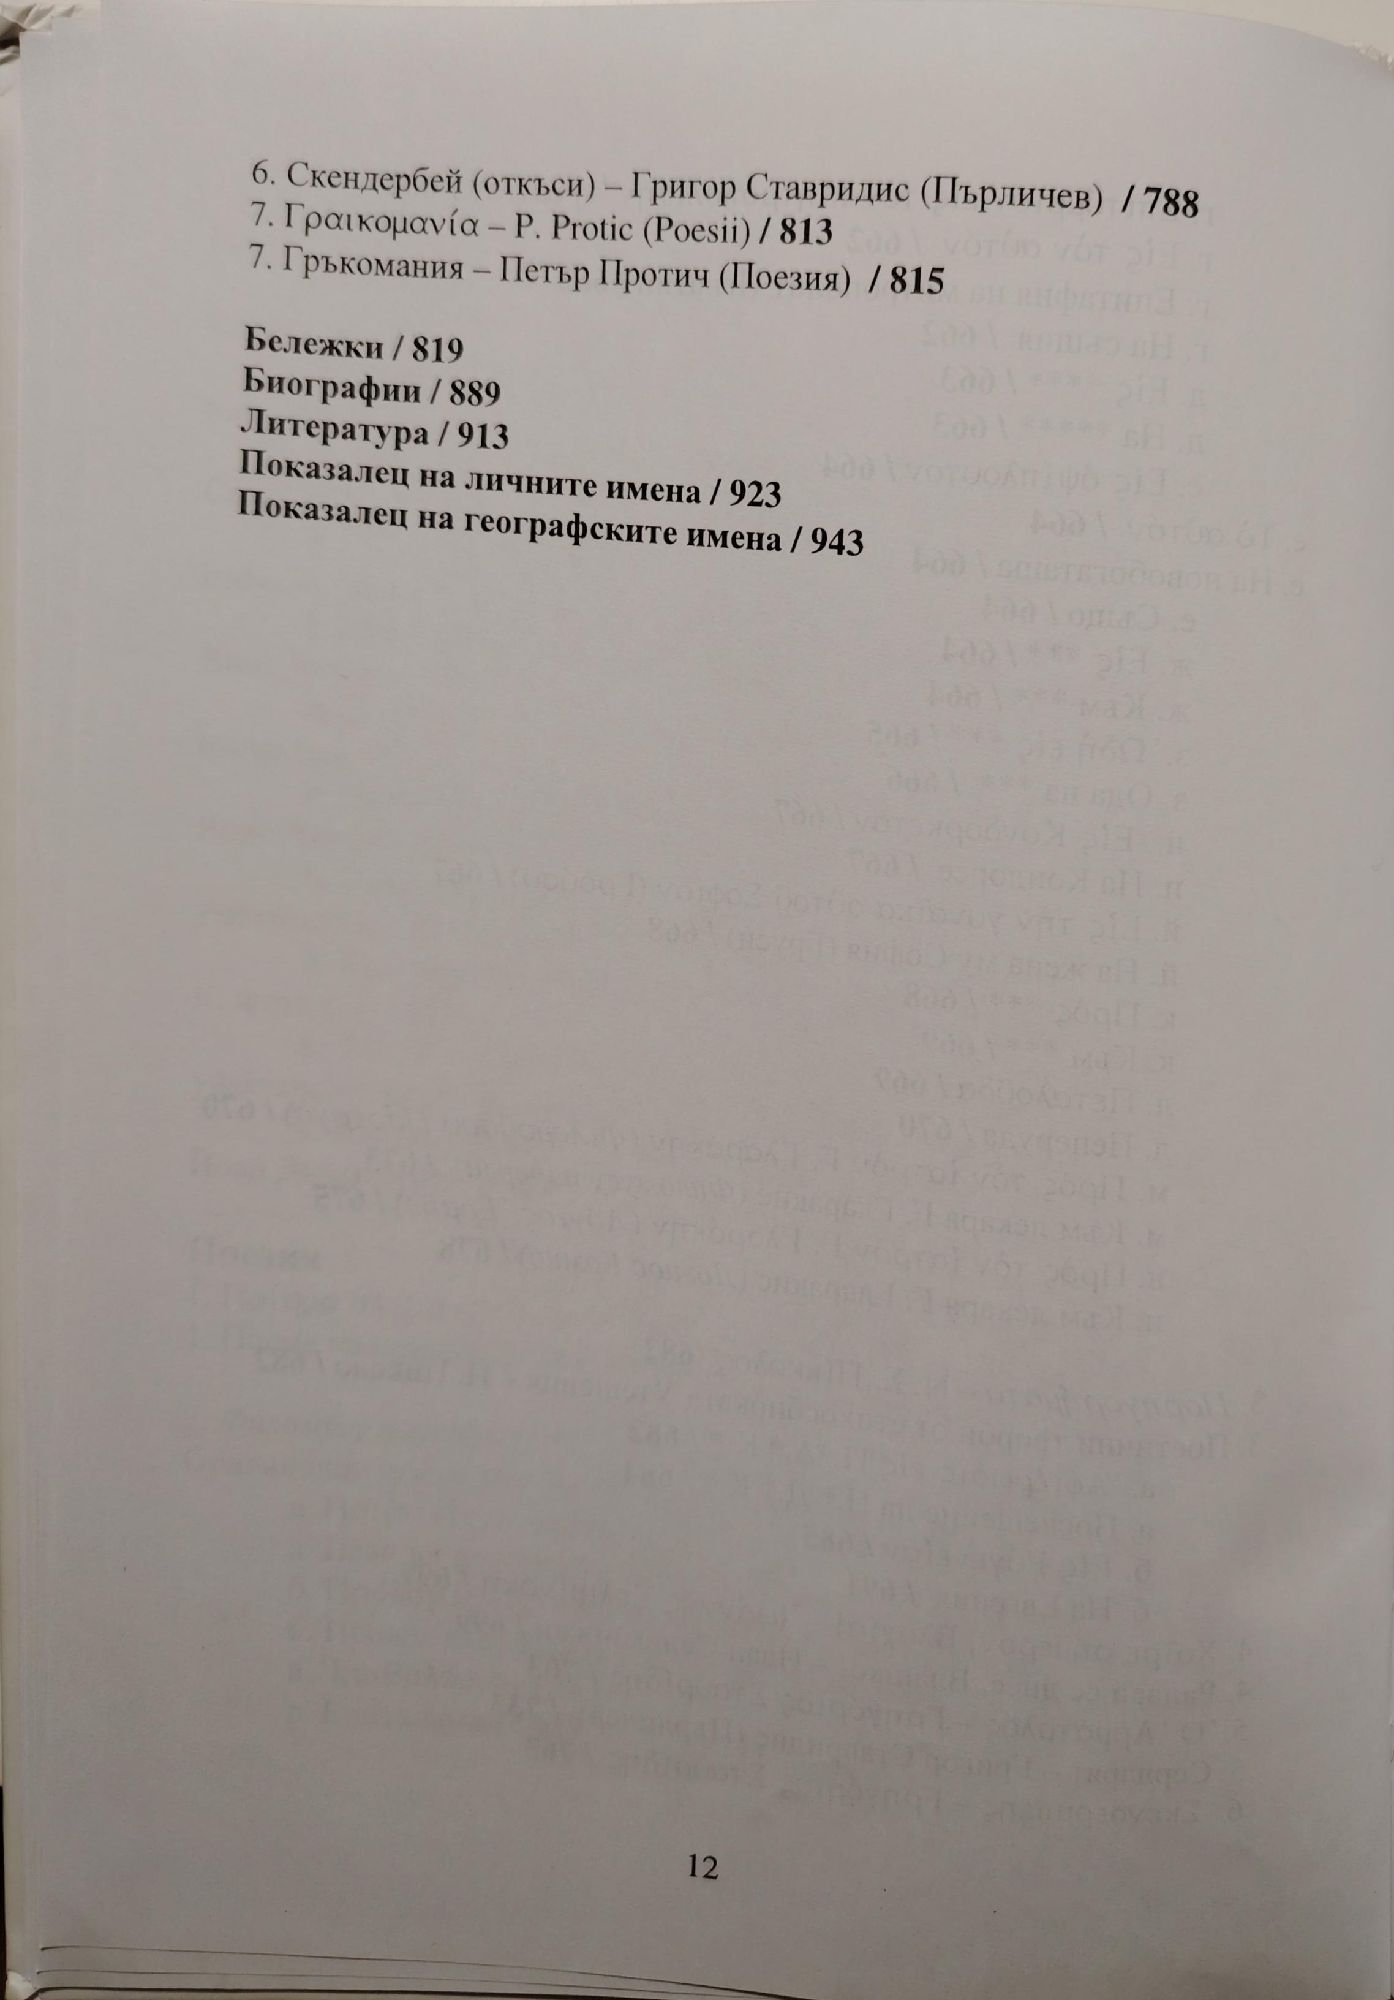 6. Скендербей (откъси) – Григор Ставридис (Пърличев) / 788
7. Γραικομανία – P. Protic (Poesii) / 813
7. Гръкомания – Петър Протич (Поезия) / 815
Бележки / 819
Биографии / 889
Литература / 913
Показалец на личните имена / 923
Показалец на географските имена / 943
12